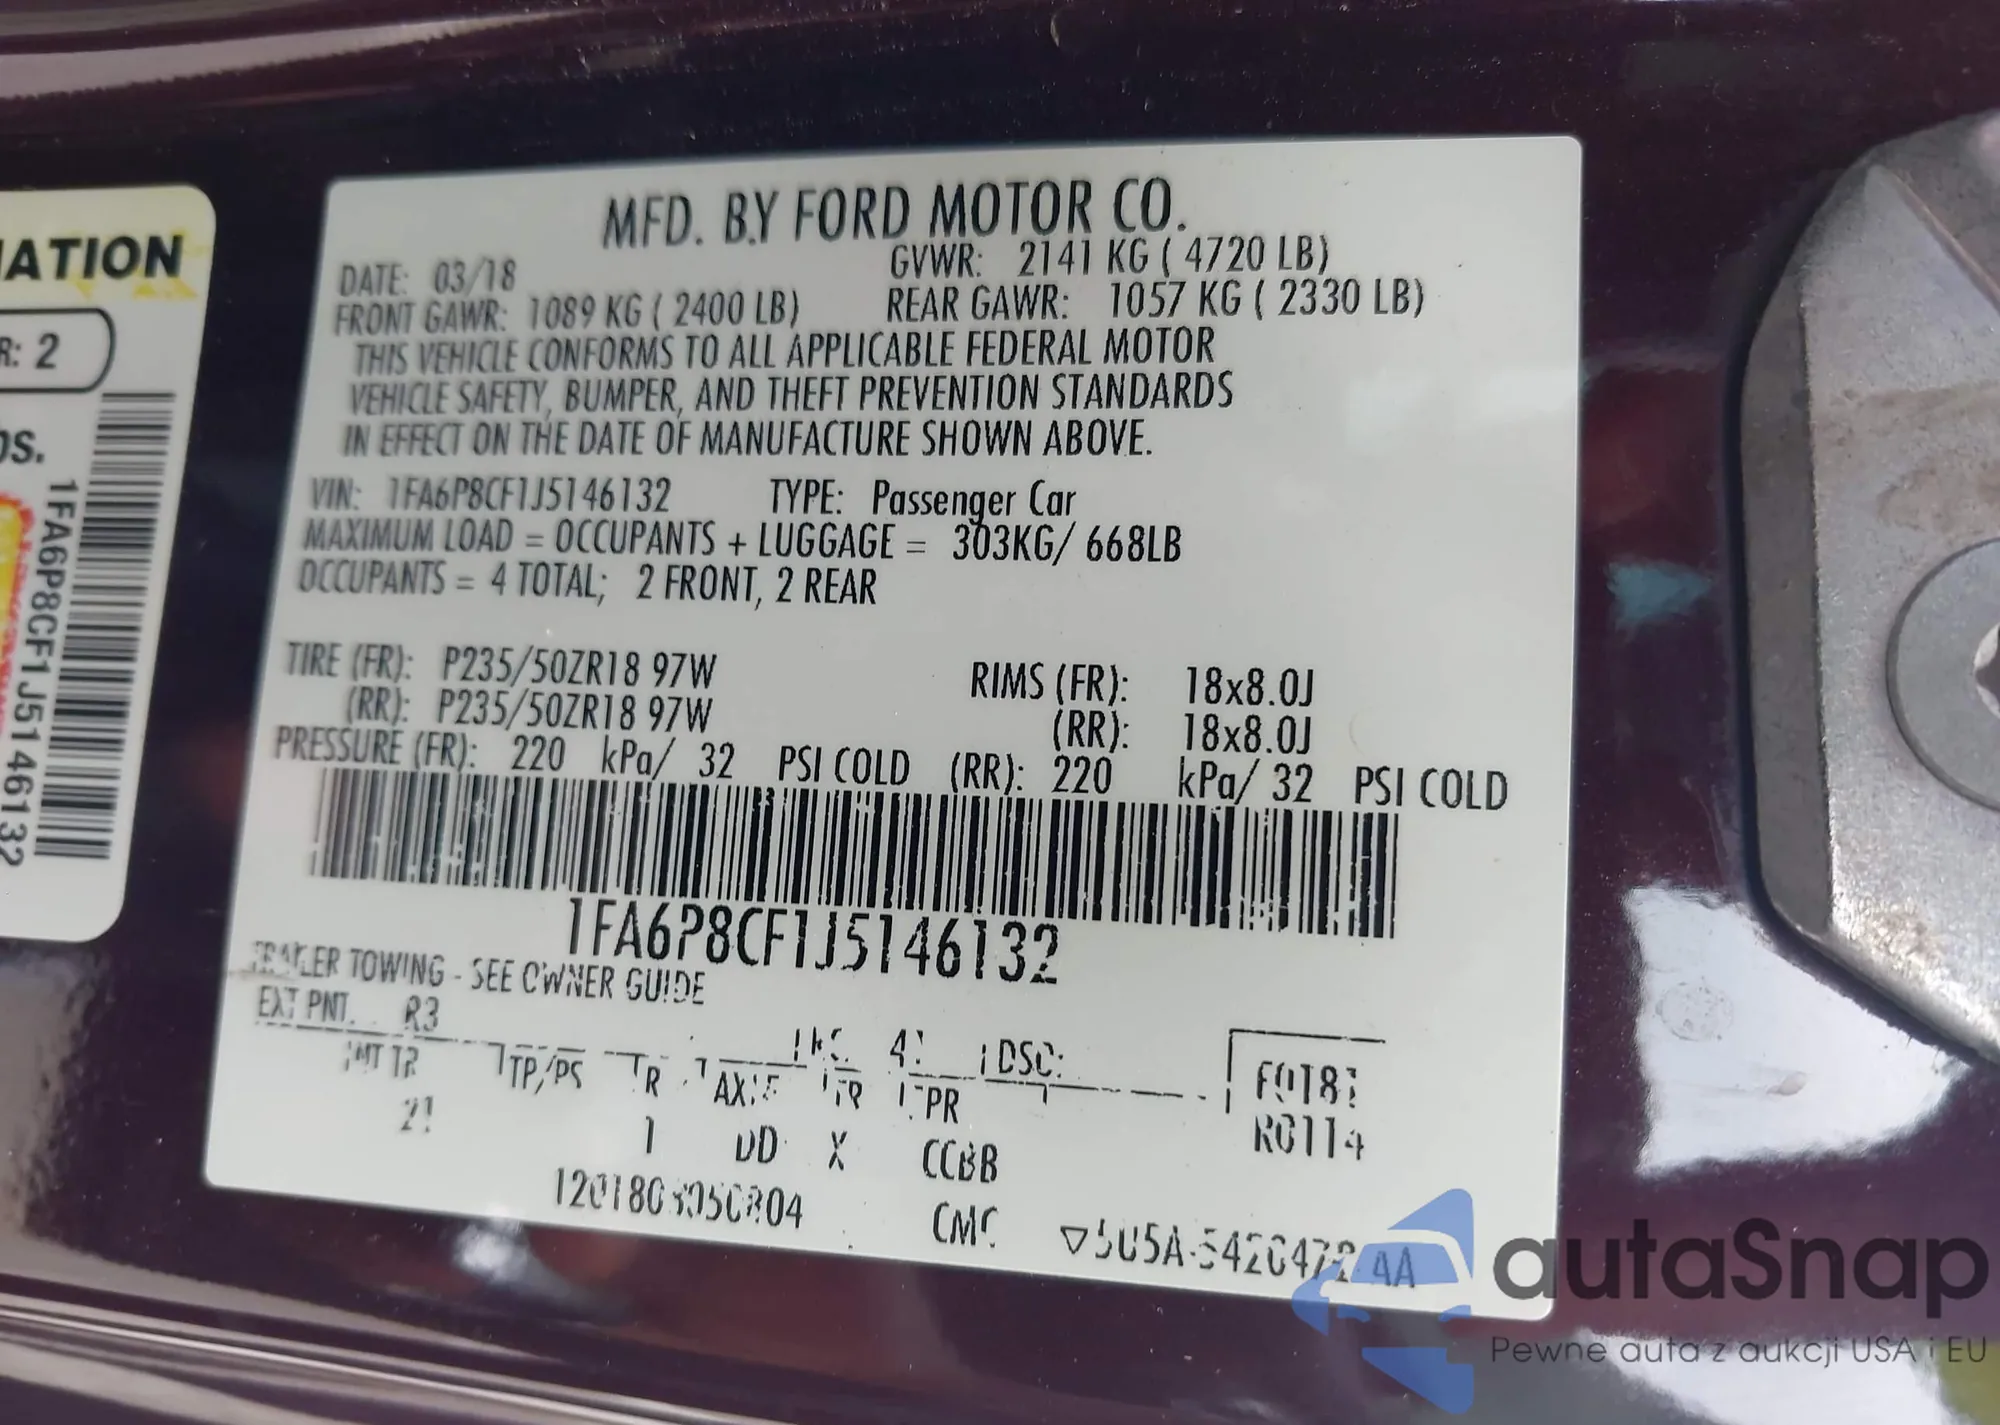 MFD. BY FORD MOTOR CO.
DATE: 03/18 GVWR: 2141 KG ( 4720 LB)
FRONT GAWR: 1089 KG ( 2400 LB) REAR GAWR: 1057 KG ( 2330 LB)
THIS VEHICLE CONFORMS TO ALL APPLICABLE FEDERAL MOTOR
VEHICLE SAFETY, BUMPER, AND THEFT PREVENTION STANDARDS
IN EFFECT ON THE DATE OF MANUFACTURE SHOWN ABOVE.
VIN: 1FA6P8CF1J5146132 TYPE: Passenger Car
MAXIMUM LOAD = OCCUPANTS + LUGGAGE = 303KG/ 668LB
OCCUPANTS = 4 TOTAL; 2 FRONT, 2 REAR
TIRE (FR): P235/50ZR18 97W RIMS (FR): 18x8.0J
(RR): P235/50ZR18 97W (RR): 18x8.0J
PRESSURE (FR): 220 kPa/ 32 PSI COLD (RR): 220 kPa/ 32 PSI COLD
1FA6P8CF1J5146132
TRAILER TOWING - SEE OWNER GUIDE
EXT PNT. R3 DSO:
TP/PS TR
1 DD X CCBB
R: 2
1FA6P8CF1J5146132
autaSnap
Pewne auta z aukcji USA i EU